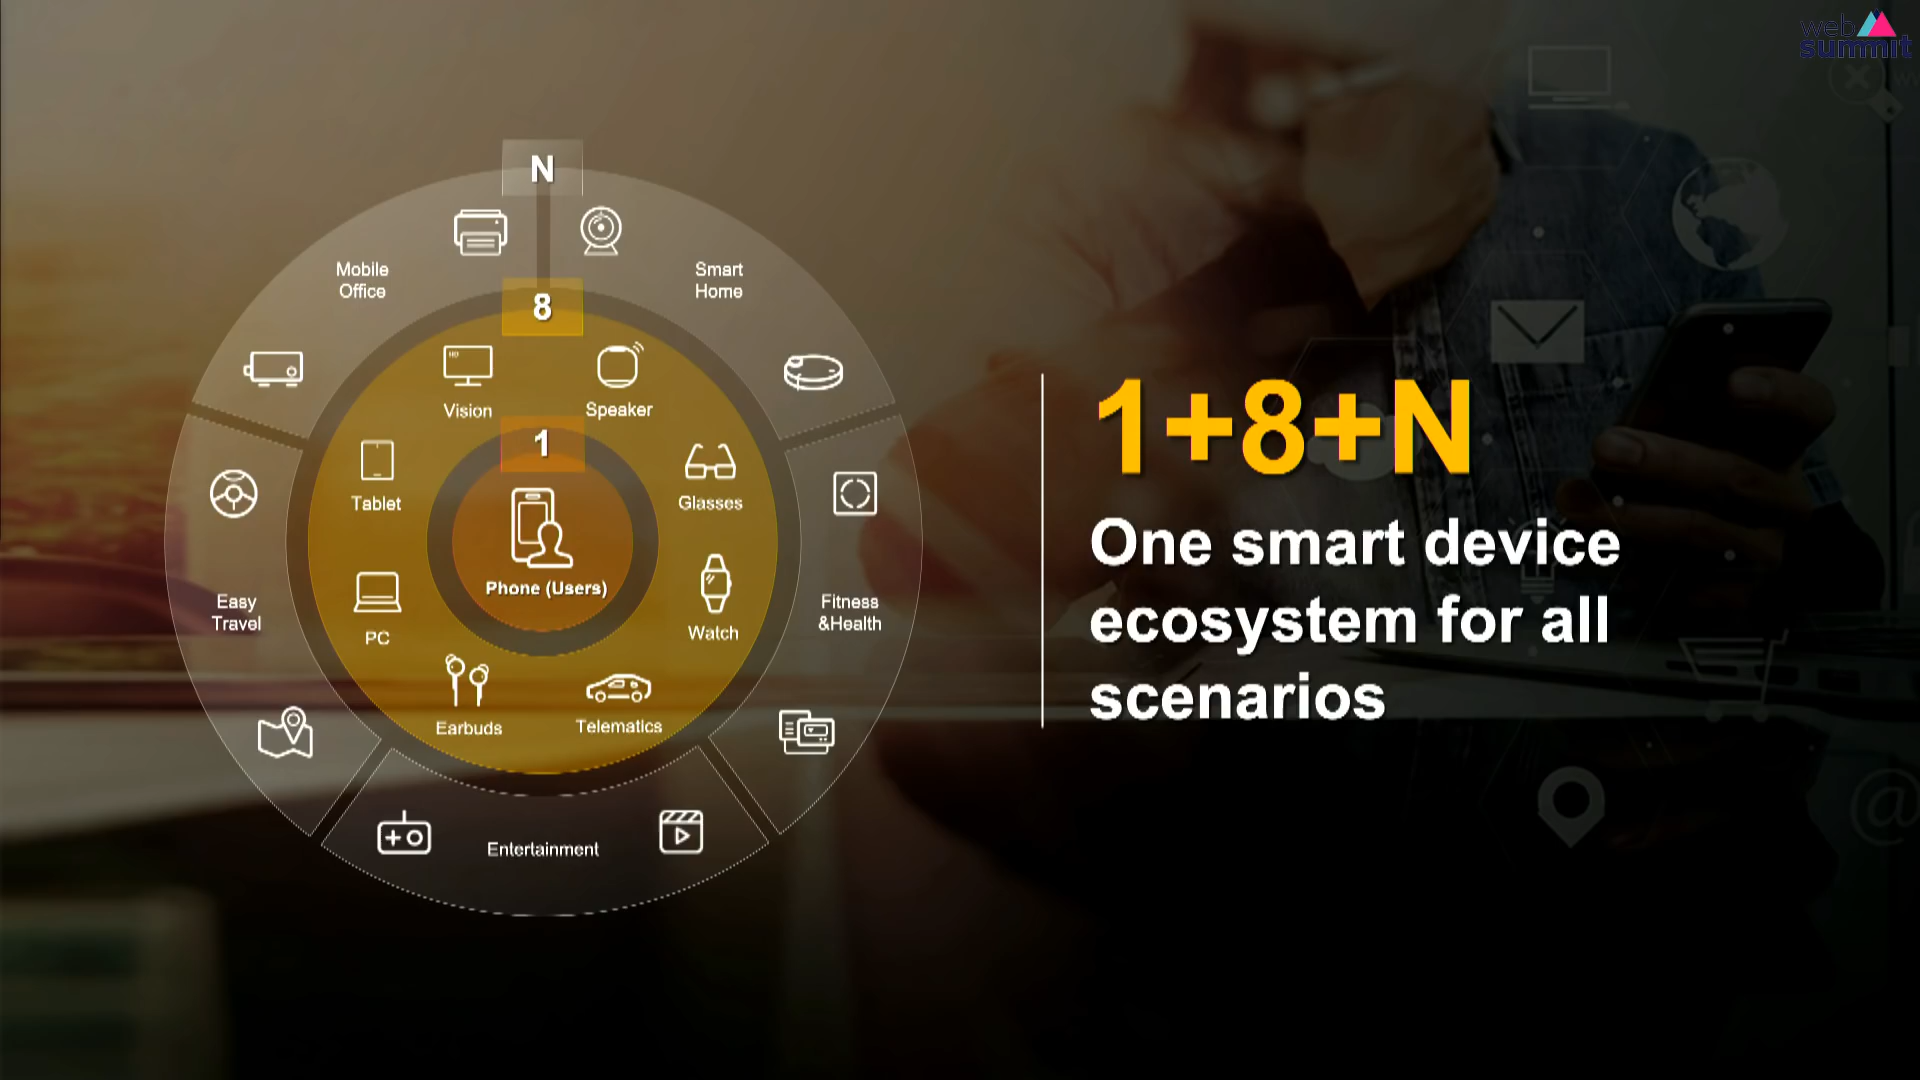 web
summit
N
Mobile
Office
Smart
Home
8
HD
Vision
Speaker
1
Tablet
Glasses
Phone (Users)
PC
Watch
Easy
Travel
Fitness
&Health
Earbuds
Telematics
Entertainment
1+8+N
One smart device
ecosystem for all
scenarios
@